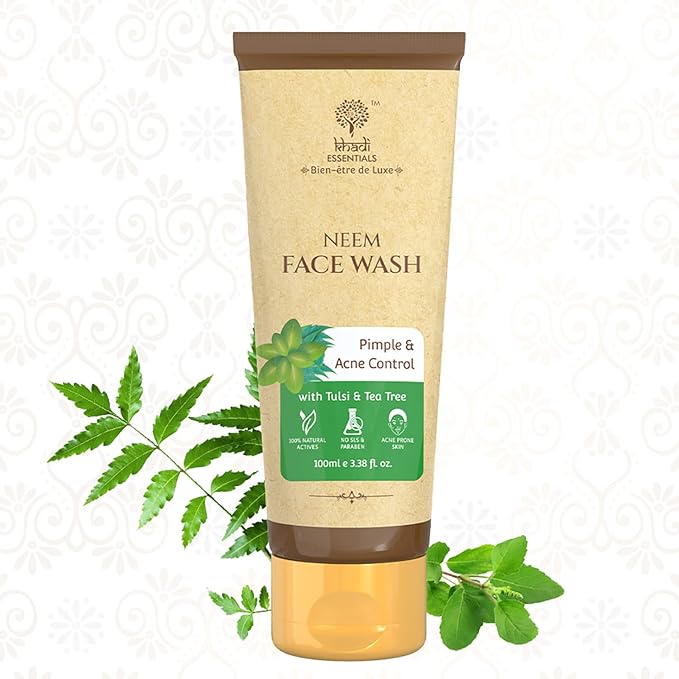 TM
khadi
ESSENTIALS
Bien-être de Luxe
NEEM
FACE WASH
Pimple &
Acne Control
with Tulsi & Tea Tree
100% NATURAL
ACTIVES
NO SLS &
PARABEN
ACNE PRONE
SKIN
100ml e 3.38 fl. oz.